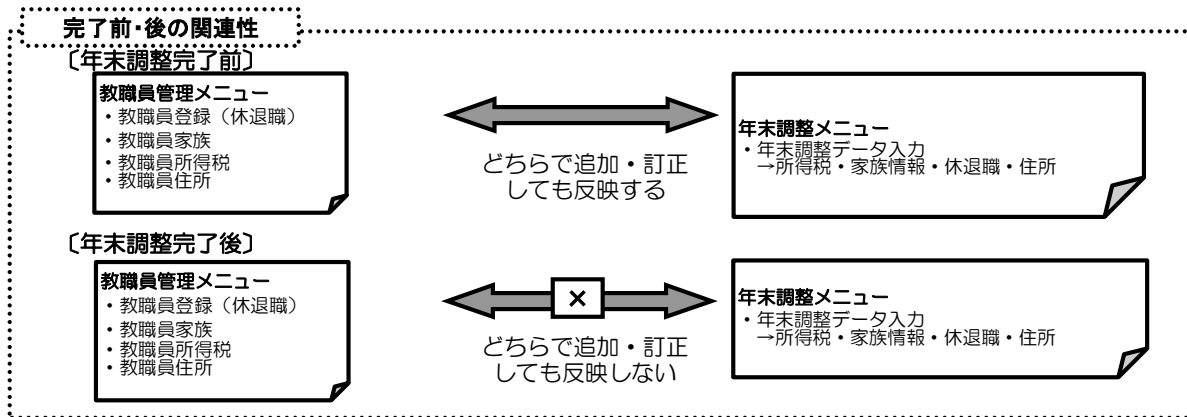 完了前・後の関連性
〔年末調整完了前〕
教職員管理メニュー
・教職員登録（休退職）
・教職員家族
・教職員所得税
・教職員住所
どちらで追加・訂正
しても反映する
年末調整メニュー
・年末調整データ入力
→所得税・家族情報・休退職・住所
〔年末調整完了後〕
教職員管理メニュー
・教職員登録（休退職）
・教職員家族
・教職員所得税
・教職員住所
×
どちらで追加・訂正
しても反映しない
年末調整メニュー
・年末調整データ入力
→所得税・家族情報・休退職・住所